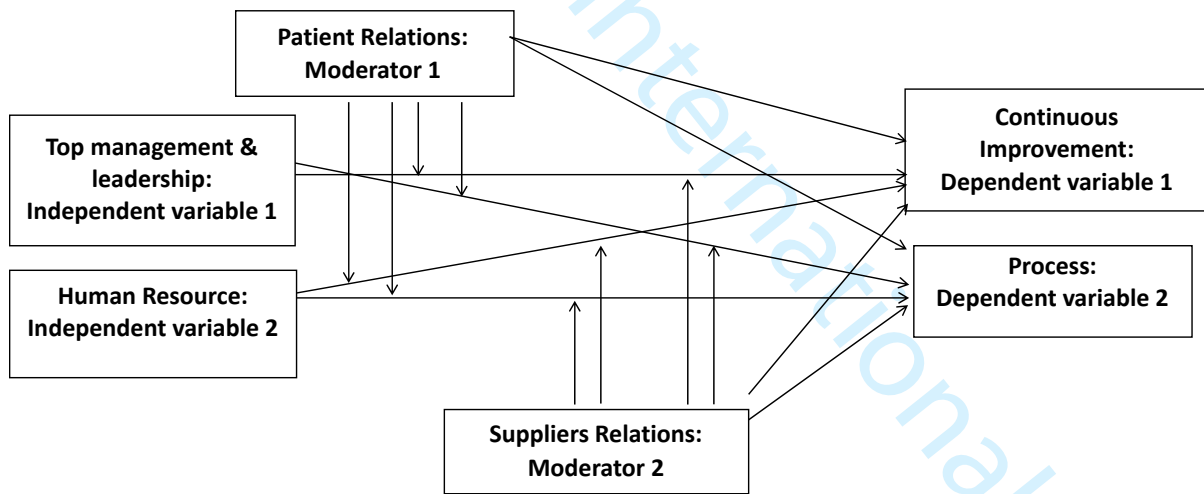 Patient Relations:
Moderator 1
Top management &
leadership:
Independent variable 1
Continuous
Improvement:
Dependent variable 1
Human Resource:
Independent variable 2
Process:
Dependent variable 2
Suppliers Relations:
Moderator 2
International